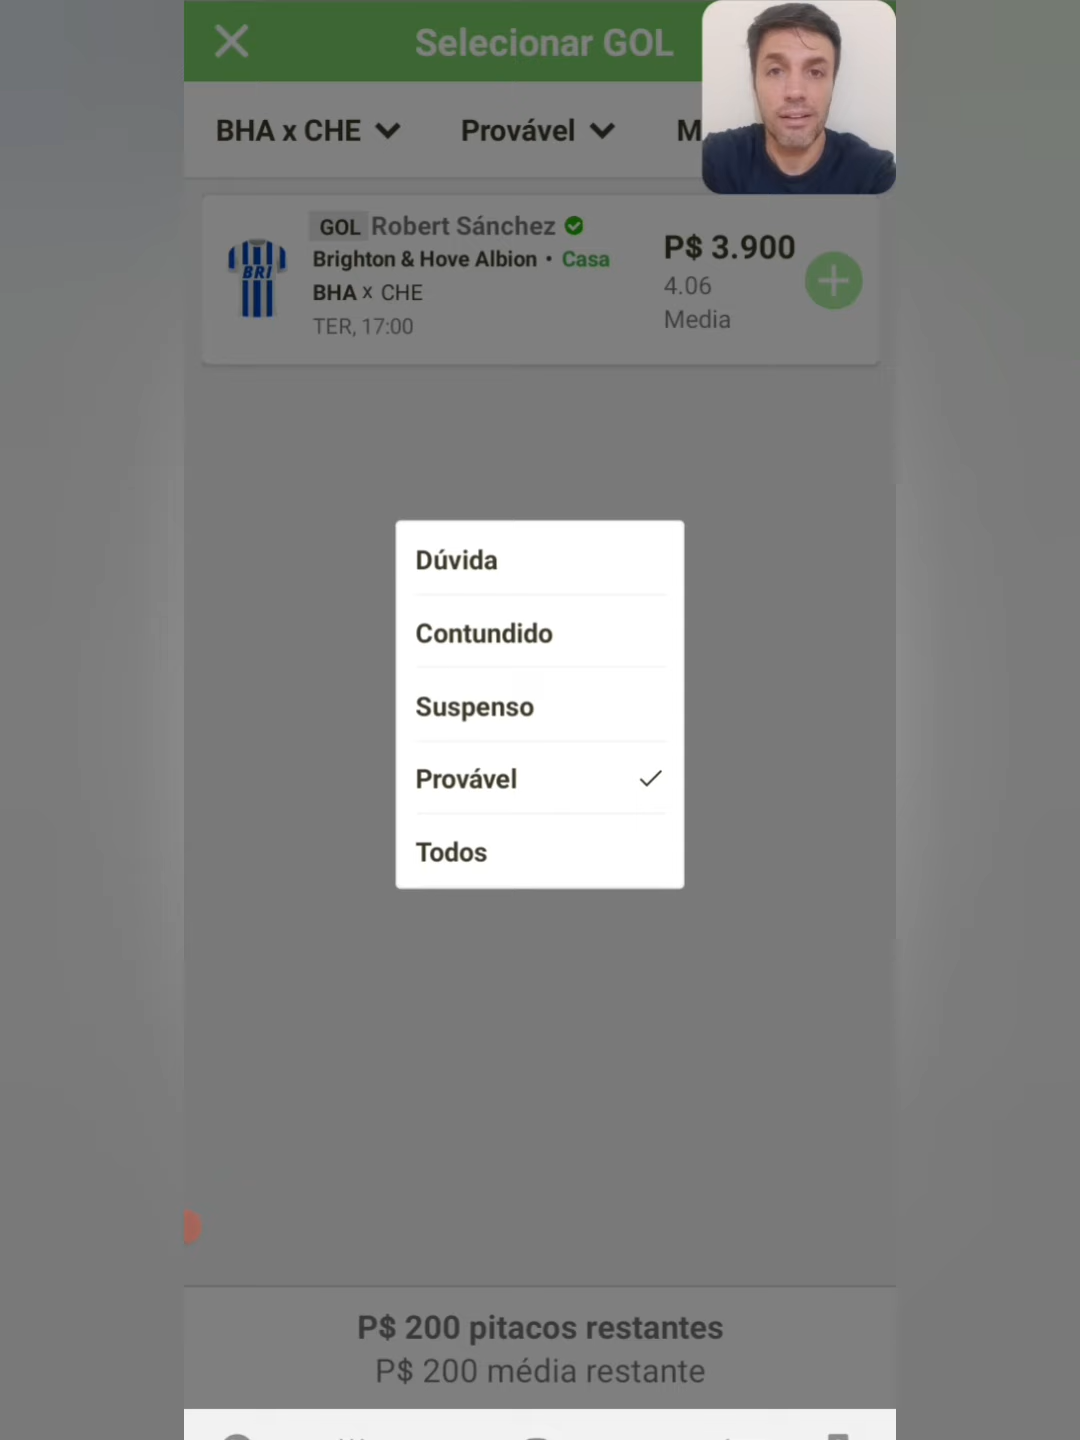 Selecionar GOL
BHA x CHE
Provável
M
GOL Robert Sánchez
Brighton & Hove Albion • Casa
BHA x CHE
TER, 17:00
BRI
P$ 3.900
4.06
Media
Dúvida
Contundido
Suspenso
Provável
Todos
P$ 200 pitacos restantes
P$ 200 média restante